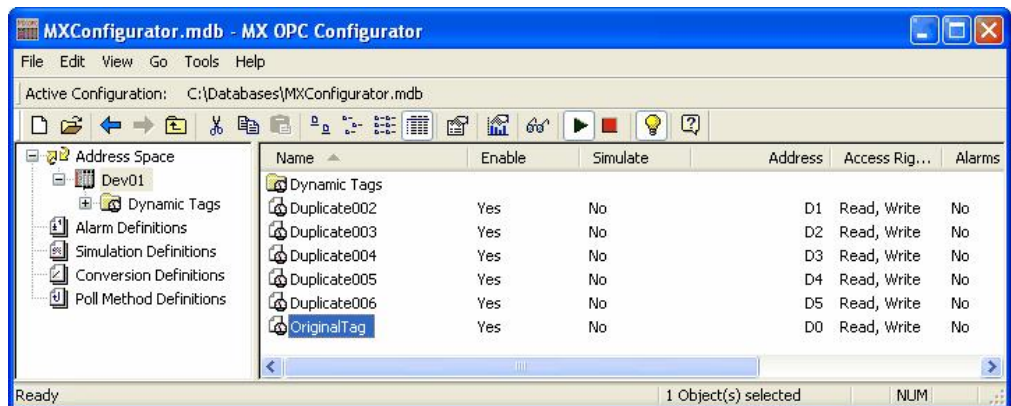 MXConfigurator.mdb - MX OPC Configurator
File Edit View Go Tools Help
Active Configuration: C:\Databases\MXConfigurator.mdb
Address Space
Dev01
Dynamic Tags
Alarm Definitions
Simulation Definitions
Conversion Definitions
Poll Method Definitions
Name Enable Simulate Address Access Rig... Alarms
Dynamic Tags
Duplicate002 Yes No D1 Read, Write No
Duplicate003 Yes No D2 Read, Write No
Duplicate004 Yes No D3 Read, Write No
Duplicate005 Yes No D4 Read, Write No
Duplicate006 Yes No D5 Read, Write No
OriginalTag Yes No D0 Read, Write No
Ready 1 Object(s) selected NUM